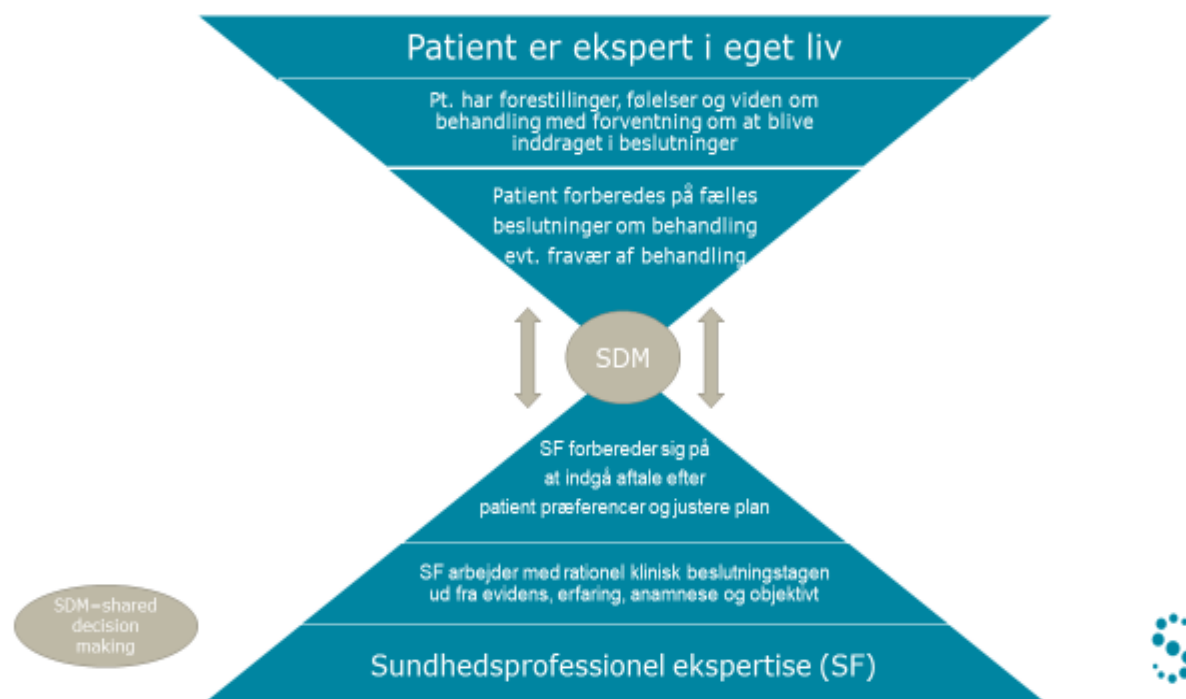 Patient er ekspert i eget liv
Pt. har forestillinger, følelser og viden om
behandling med forventning om at blive
inddraget i beslutninger
Patient forberedes på fælles
beslutninger om behandling
evt. fravær af behandling
SDM
SF forbereder sig på
at indgå aftale efter
patient præferencer og justere plan
SF arbejder med rationel klinisk beslutningstagen
ud fra evidens, erfaring, anamnese og objektivt
Sundhedsprofessionel ekspertise (SF)
SDM=shared
decision
making